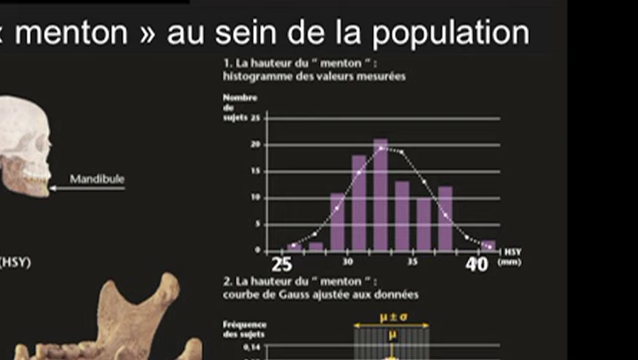 « menton » au sein de la population
1. La hauteur du " menton " :
histogramme des valeurs mesurées
Nombre
de
sujets 25
20
15
10
5
0
25 30 35 40 HSY
(mm)
Mandibule
(HSY)
2. La hauteur du " menton " :
courbe de Gauss ajustée aux données
Fréquence
des sujets
0,14
μ ± σ
μ